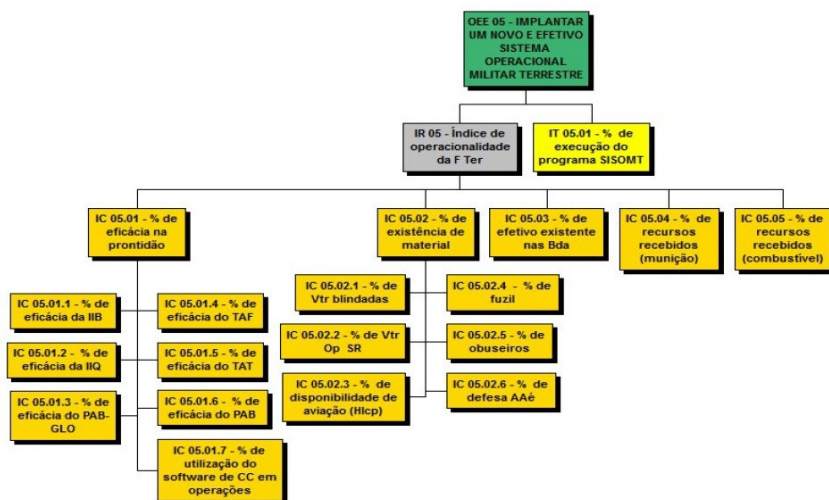 OEE 05 - IMPLANTAR
UM NOVO E EFETIVO
SISTEMA
OPERACIONAL
MILITAR TERRESTRE
IR 05 - Índice de
operacionalidade
da F Ter
IT 05.01 - % de
execução do
programa SISOMT
IC 05.01 - % de
eficácia na
prontidão
IC 05.02 - % de
existência de
material
IC 05.03 - % de
efetivo existente
nas Bda
IC 05.04 - % de
recursos
recebidos
(munição)
IC 05.05 - % de
recursos
recebidos
(combustível)
IC 05.01.1 - % de
eficácia da IIB
IC 05.01.4 - % de
eficácia do TAF
IC 05.01.2 - % de
eficácia da IIQ
IC 05.01.5 - % de
eficácia do TAT
IC 05.01.3 - % de
eficácia do PAB-
GLO
IC 05.01.6 - % de
eficácia do PAB
IC 05.01.7 - % de
utilização do
software de CC em
operações
IC 05.02.1 - % de
Vtr blindadas
IC 05.02.4 - % de
fuzil
IC 05.02.2 - % de Vtr
Op SR
IC 05.02.5 - % de
obuseiros
IC 05.02.3 - % de
disponibilidade de
aviação (Hlcp)
IC 05.02.6 - % de
defesa AAé